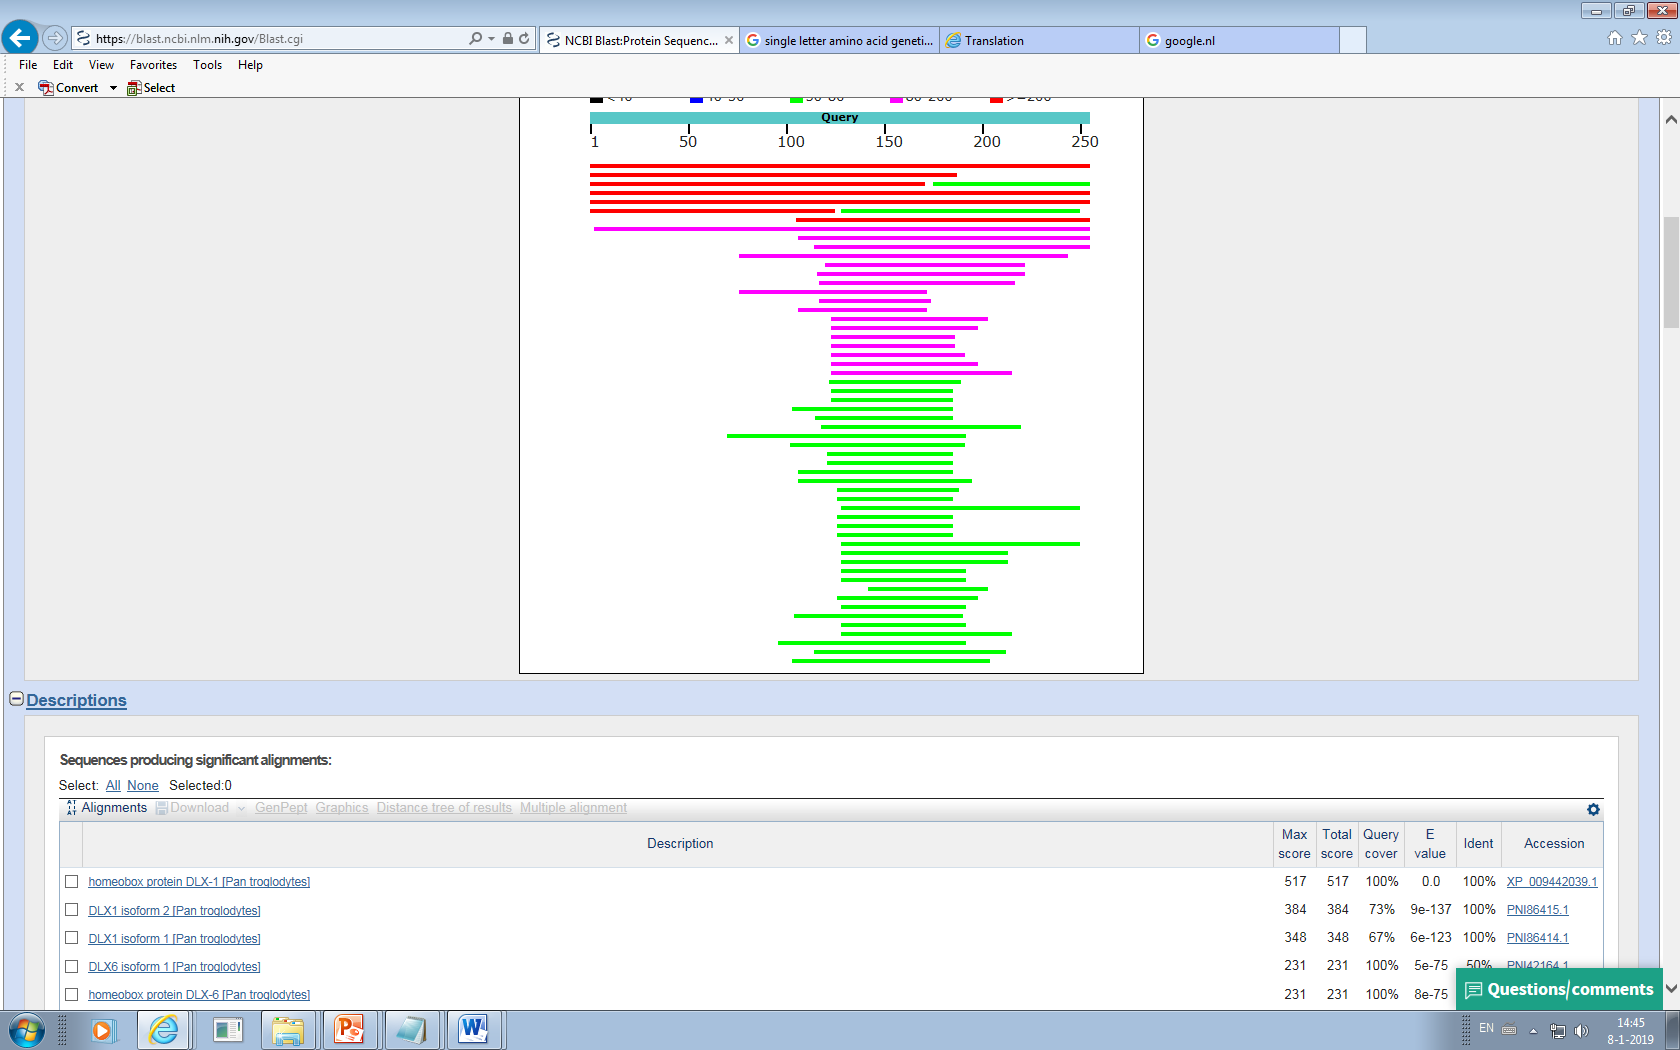 https://blast.ncbi.nlm.nih.gov/Blast.cgi
NCBI Blast:Protein Sequenc...
single letter amino acid geneti...
Translation
google.nl
File Edit View Favorites Tools Help
x Convert Select
Query
1 50 100 150 200 250
Descriptions
Sequences producing significant alignments:
Select: All None Selected:0
Alignments Download GenPept Graphics Distance tree of results Multiple alignment
Description Max score Total score Query cover E value Ident Accession
homeobox protein DLX-1 [Pan troglodytes] 517 517 100% 0.0 100% XP_009442039.1
DLX1 isoform 2 [Pan troglodytes] 384 384 73% 9e-137 100% PNI86415.1
DLX1 isoform 1 [Pan troglodytes] 348 348 67% 6e-123 100% PNI86414.1
DLX6 isoform 1 [Pan troglodytes] 231 231 100% 5e-75 50% PNI42164.1
homeobox protein DLX-6 [Pan troglodytes] 231 231 100% 8e-75
Questions/comments
EN
14:45
8-1-2019